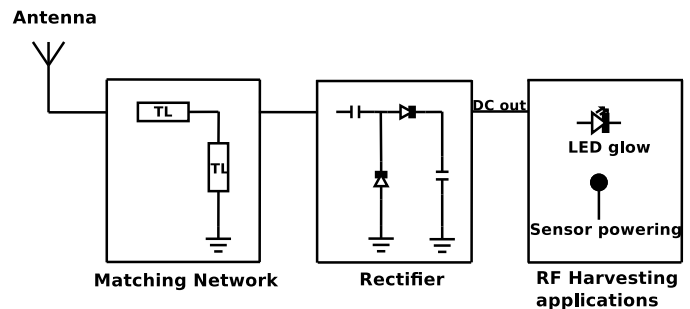 Antenna
TL
TL
DC out
LED glow
Sensor powering
Matching Network
Rectifier
RF Harvesting
applications